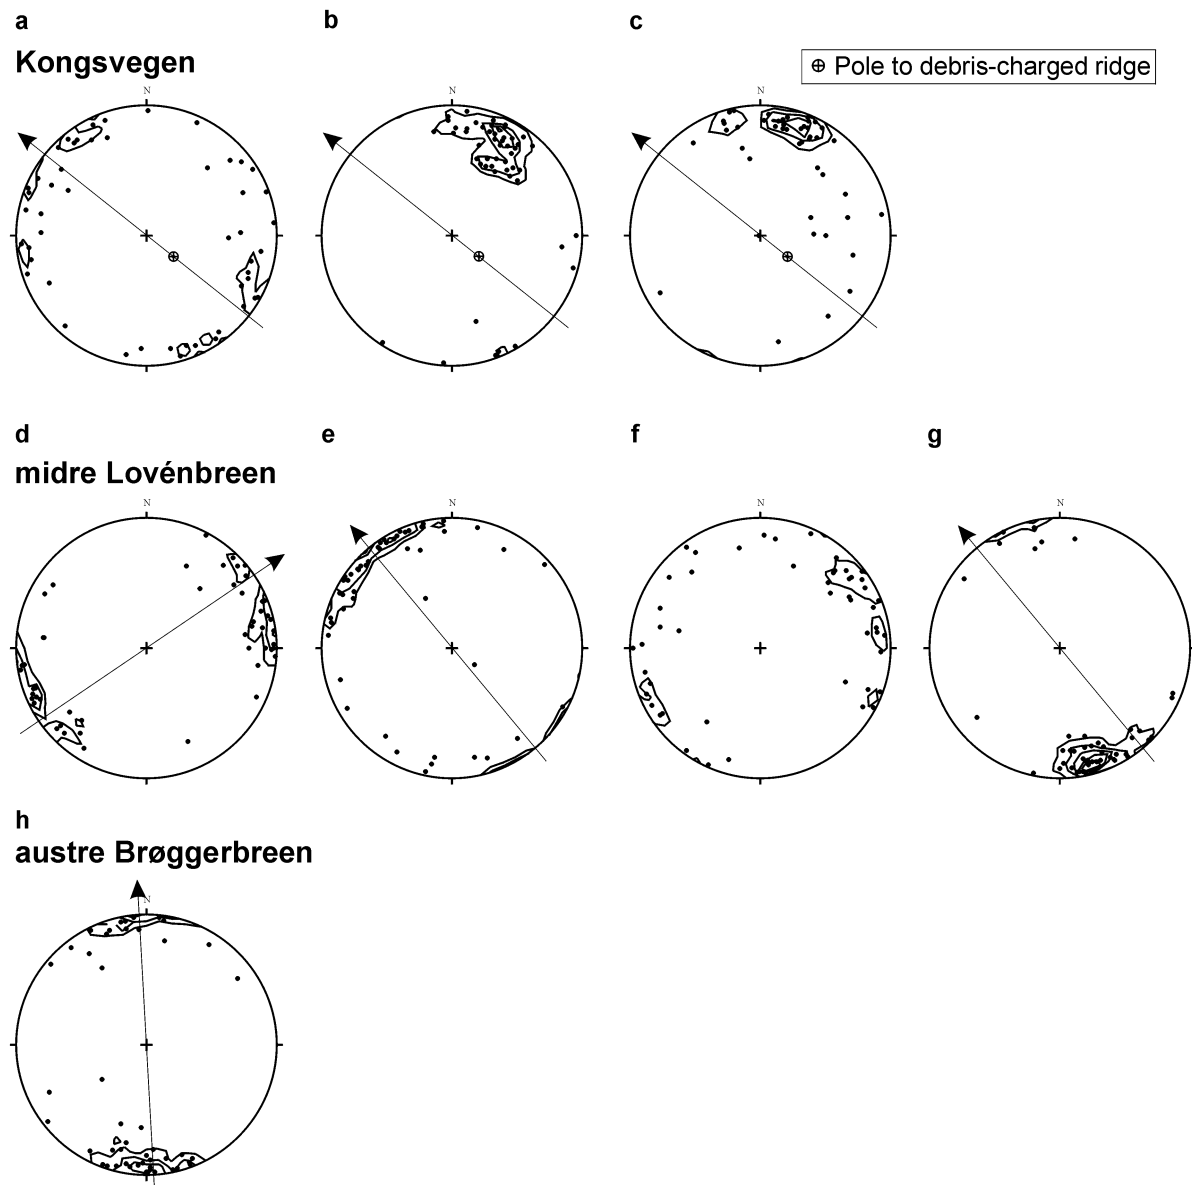 a b c
Kongsvegen
⊕ Pole to debris-charged ridge
N N N
d e f g
midre Lovénbreen
N N N N
h
austre Brøggerbreen
N